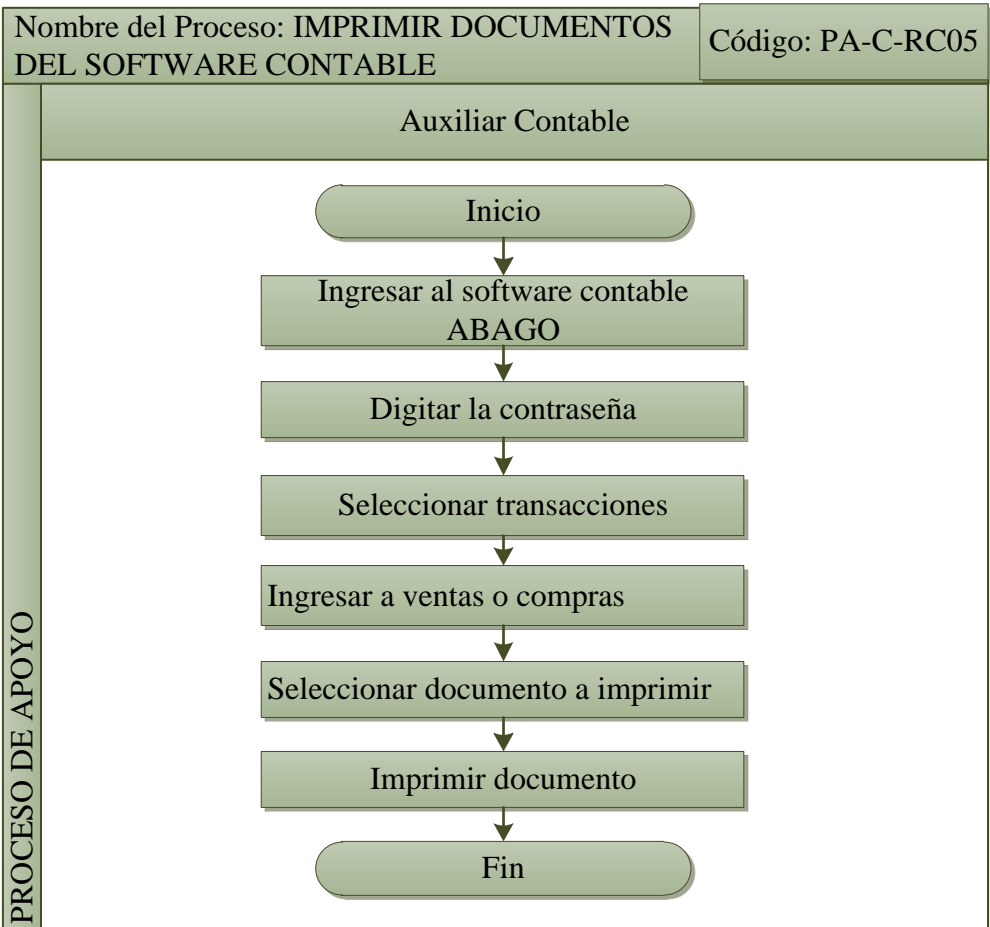 Nombre del Proceso: IMPRIMIR DOCUMENTOS
DEL SOFTWARE CONTABLE
Código: PA-C-RC05
Auxiliar Contable
PROCESO DE APOYO
Inicio
Ingresar al software contable
ABAGO
Digitar la contraseña
Seleccionar transacciones
Ingresar a ventas o compras
Seleccionar documento a imprimir
Imprimir documento
Fin